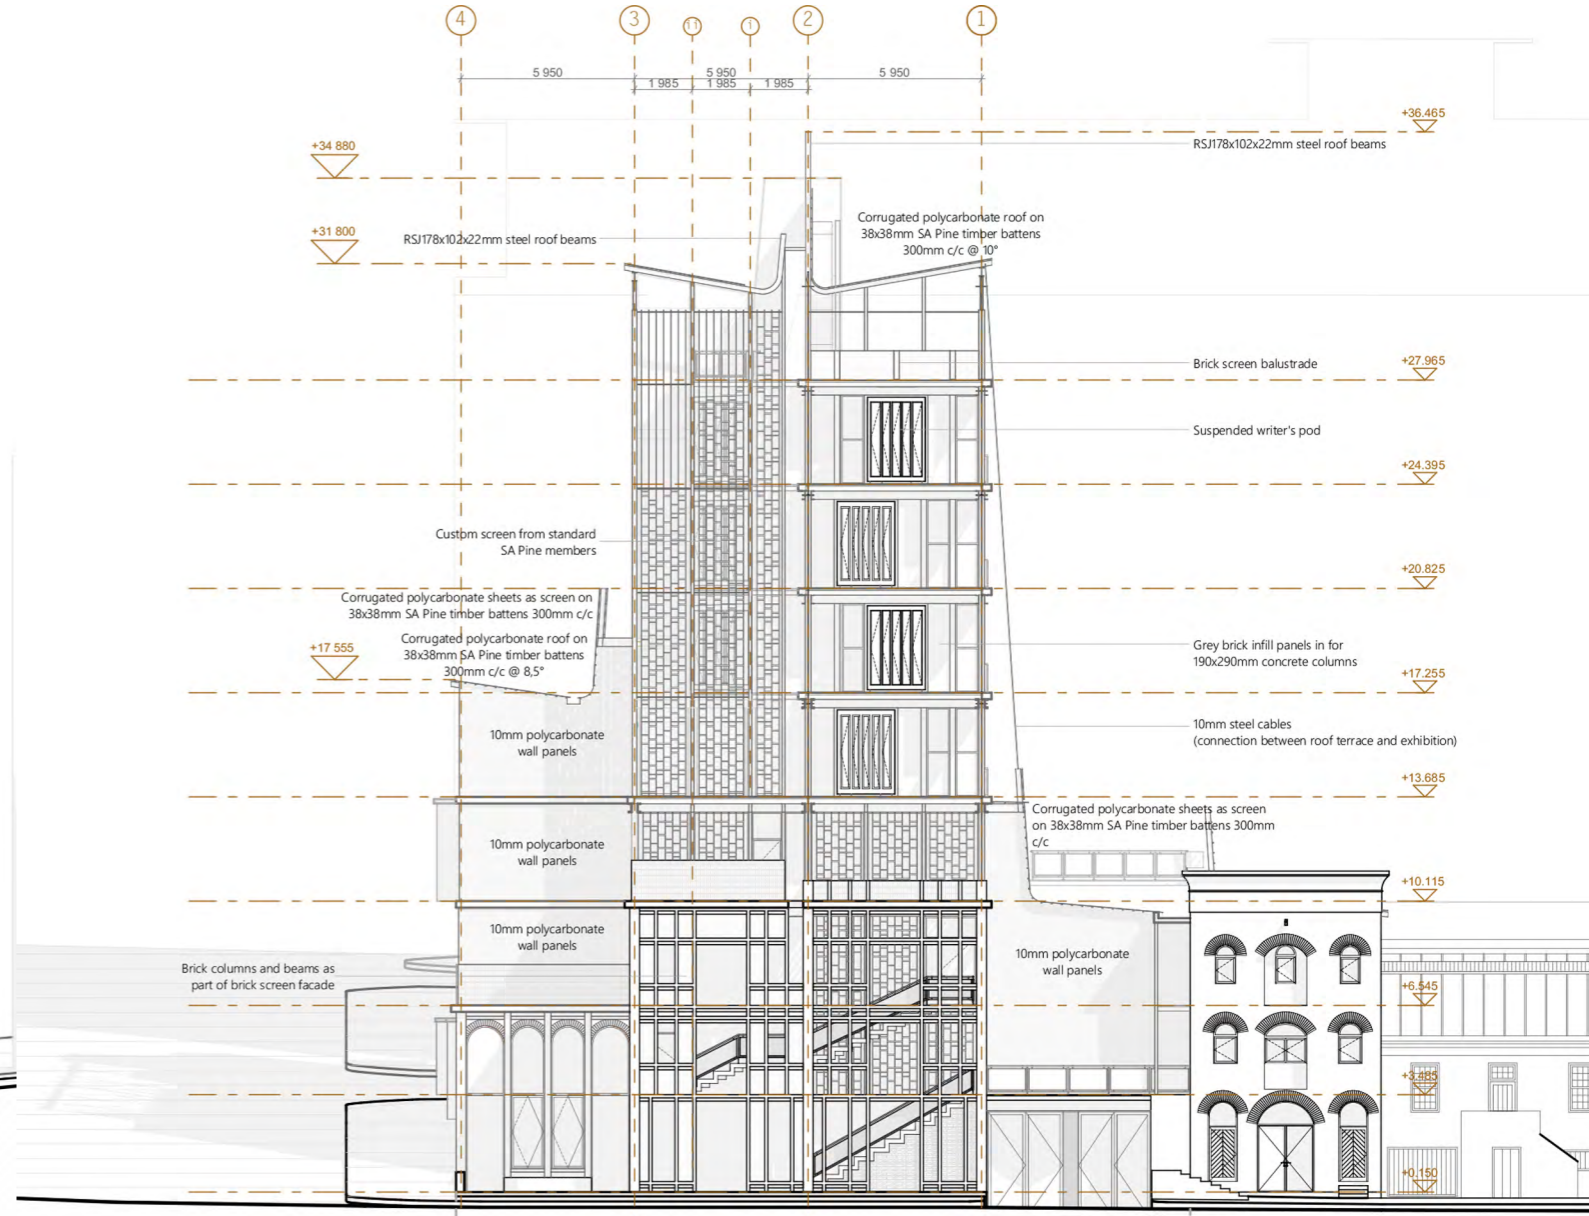 4
3
11
1
2
1
5 950
5 950
5 950
1 985
1 985
1 985
+36.465
RSJ178x102x22mm steel roof beams
+34 880
Corrugated polycarbonate roof on
38x38mm SA Pine timber battens
300mm c/c @ 10°
+31 800
RSJ178x102x22mm steel roof beams
+27.965
Brick screen balustrade
Suspended writer's pod
+24.395
Custom screen from standard
SA Pine members
+20.825
Corrugated polycarbonate sheets as screen on
38x38mm SA Pine timber battens 300mm c/c
Corrugated polycarbonate roof on
38x38mm SA Pine timber battens
300mm c/c @ 8,5°
+17 555
Grey brick infill panels in for
190x290mm concrete columns
+17.255
10mm steel cables
(connection between roof terrace and exhibition)
10mm polycarbonate
wall panels
+13.685
Corrugated polycarbonate sheets as screen
on 38x38mm SA Pine timber battens 300mm
c/c
10mm polycarbonate
wall panels
+10.115
10mm polycarbonate
wall panels
10mm polycarbonate
wall panels
Brick columns and beams as
part of brick screen facade
+6.545
+3.485
+0.150